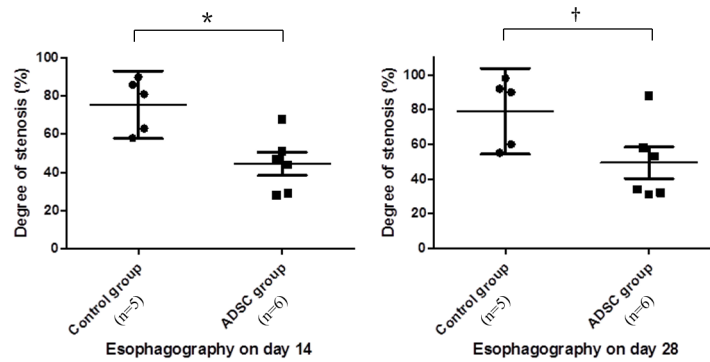 *
Degree of stenosis (%)
100
80
60
40
20
0
Control group
(n=5)
ADSC group
(n=6)
Esophagography on day 14
†
Degree of stenosis (%)
100
80
60
40
20
0
Control group
(n=5)
ADSC group
(n=6)
Esophagography on day 28